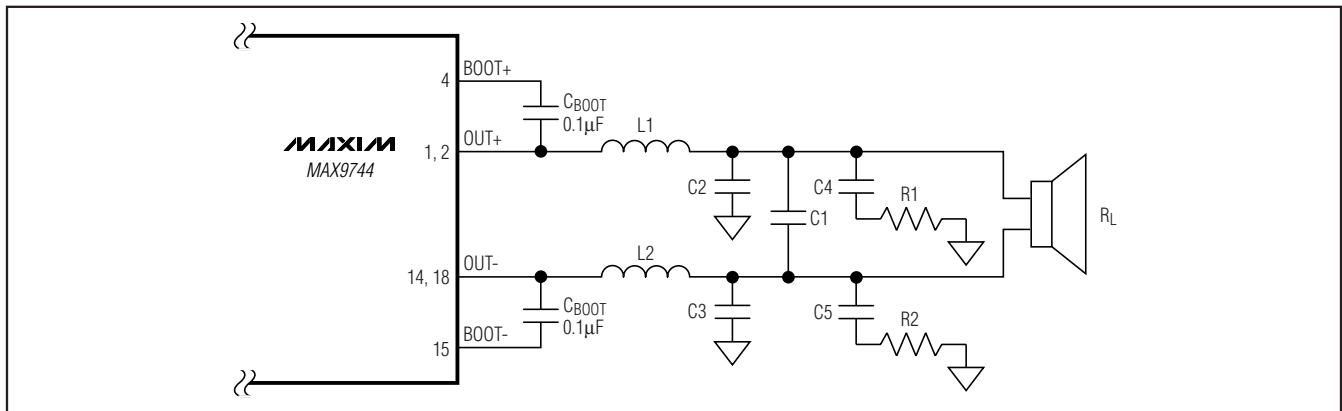 BOOT+
4
CBOOT
0.1µF
L1
MAXIM
MAX9744
1, 2
OUT+
C2
C1
C4
R1
RL
14, 18
OUT-
L2
CBOOT
0.1µF
C3
C5
R2
BOOT-
15